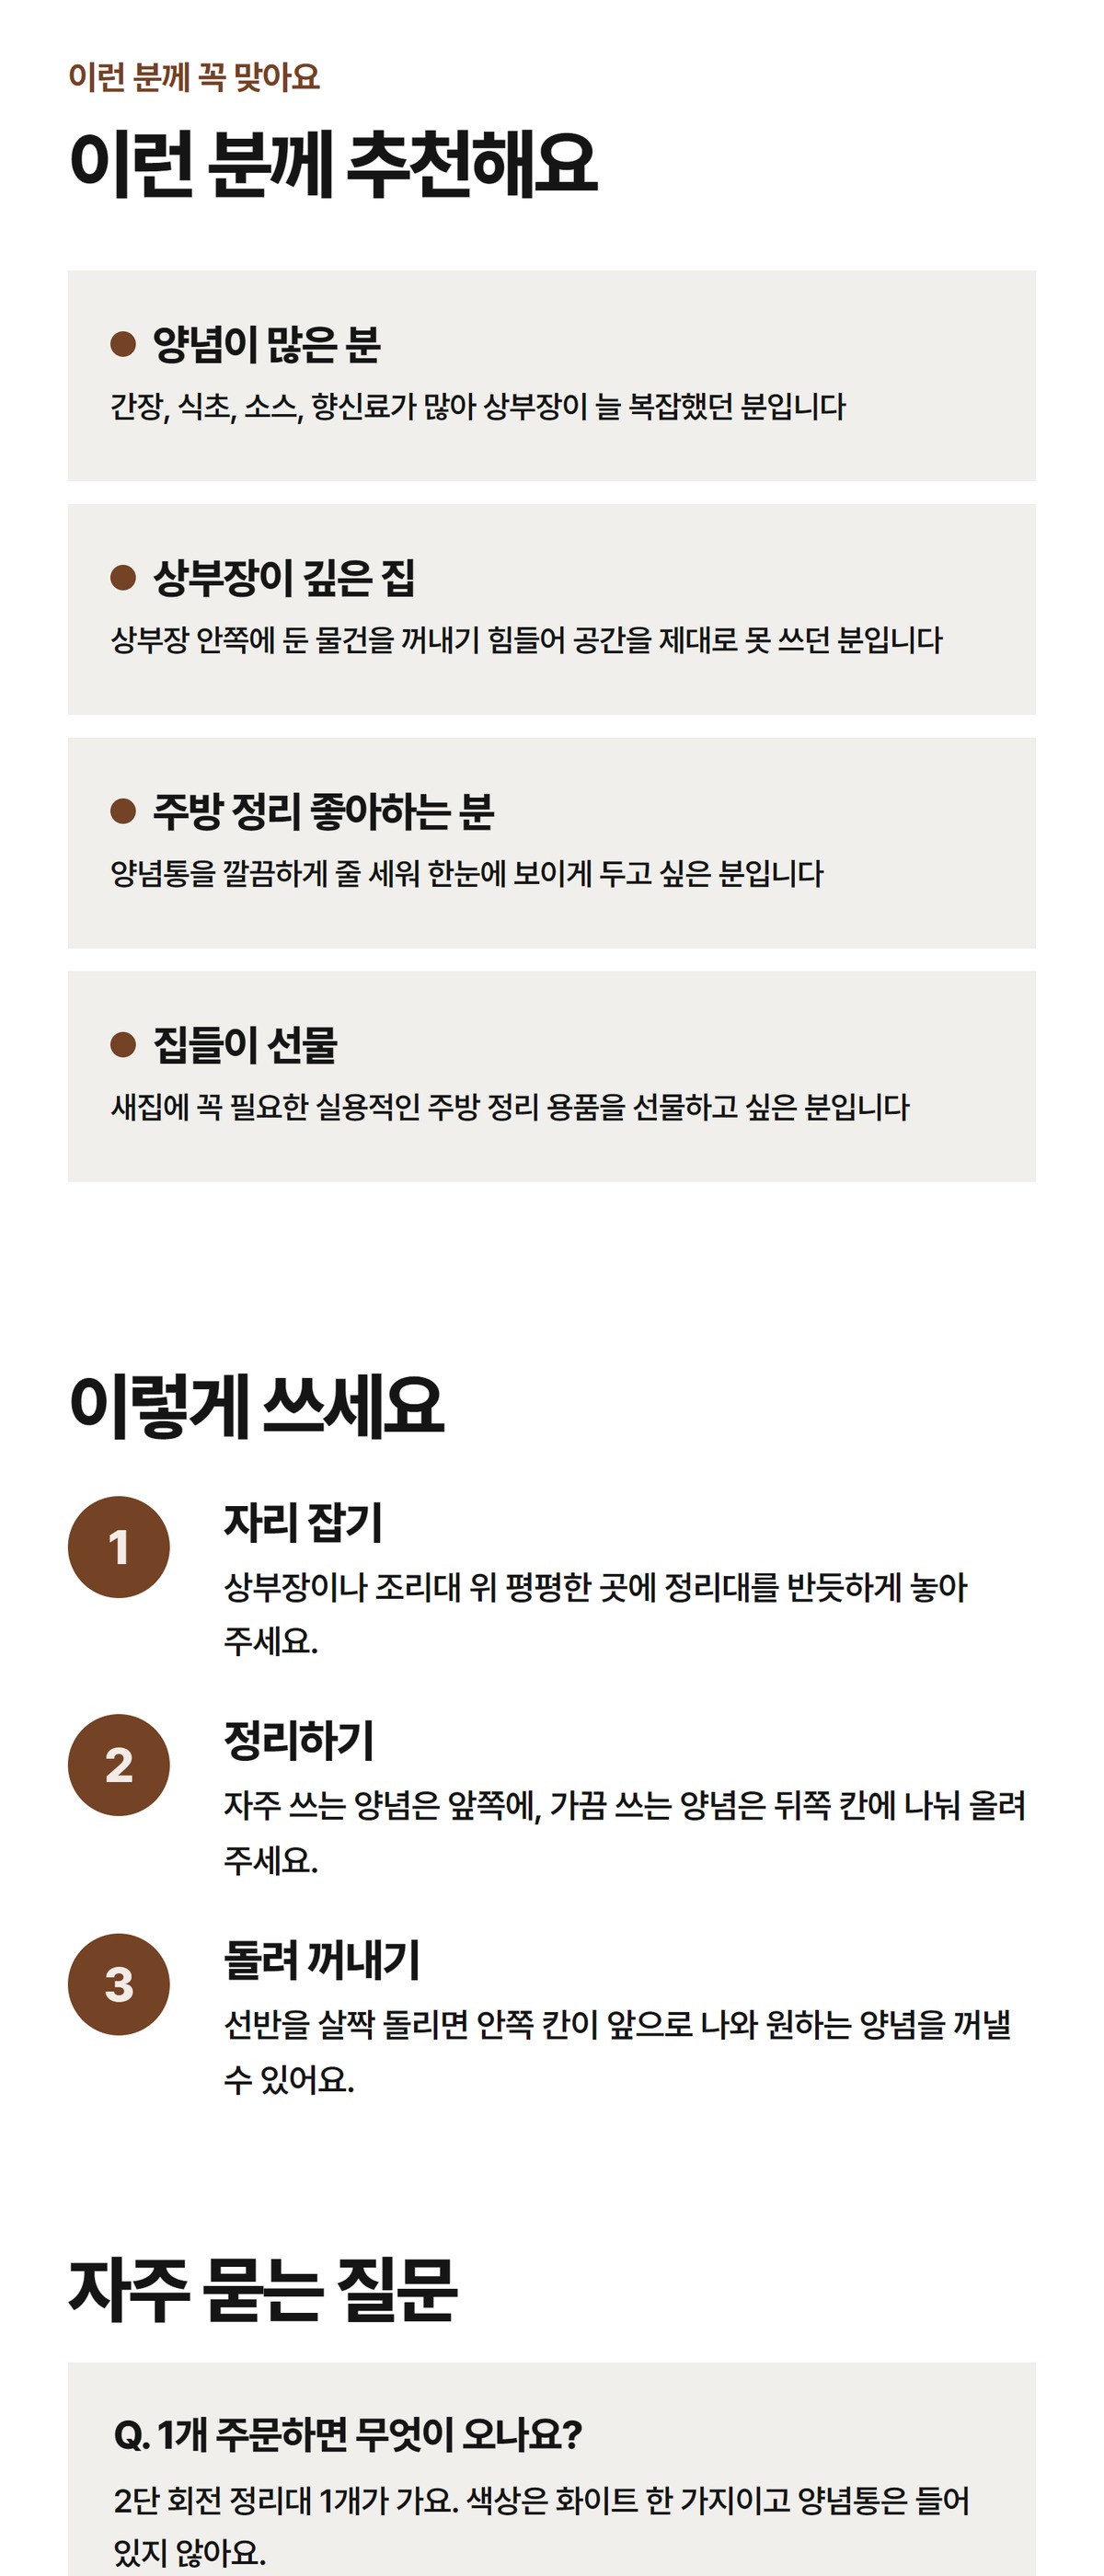 이런 분께 꼭 맞아요
이런 분께 추천해요
양념이 많은 분
간장, 식초, 소스, 향신료가 많아 상부장이 늘 복잡했던 분입니다
상부장이 깊은 집
상부장 안쪽에 둔 물건을 꺼내기 힘들어 공간을 제대로 못 쓰던 분입니다
주방 정리 좋아하는 분
양념통을 깔끔하게 줄 세워 한눈에 보이게 두고 싶은 분입니다
집들이 선물
새집에 꼭 필요한 실용적인 주방 정리 용품을 선물하고 싶은 분입니다
이렇게 쓰세요
1
자리 잡기
상부장이나 조리대 위 평평한 곳에 정리대를 반듯하게 놓아
주세요.
2
정리하기
자주 쓰는 양념은 앞쪽에, 가끔 쓰는 양념은 뒤쪽 칸에 나눠 올려
주세요.
3
돌려 꺼내기
선반을 살짝 돌리면 안쪽 칸이 앞으로 나와 원하는 양념을 꺼낼
수 있어요.
자주 묻는 질문
Q. 1개 주문하면 무엇이 오나요?
2단 회전 정리대 1개가 가요. 색상은 화이트 한 가지이고 양념통은 들어
있지 않아요.